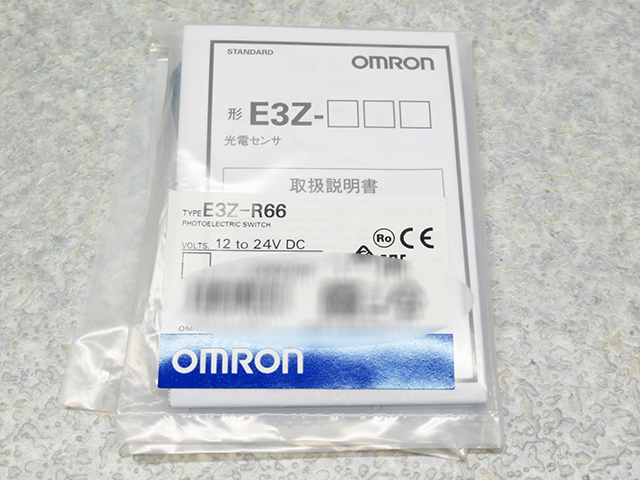 STANDARD
OMRON
形 E3Z-□□□
光電センサ
取扱説明書
TYPE E3Z-R66
PHOTOELECTRIC SWITCH
VOLTS. 12 to 24V DC
Ro CE
OMRON